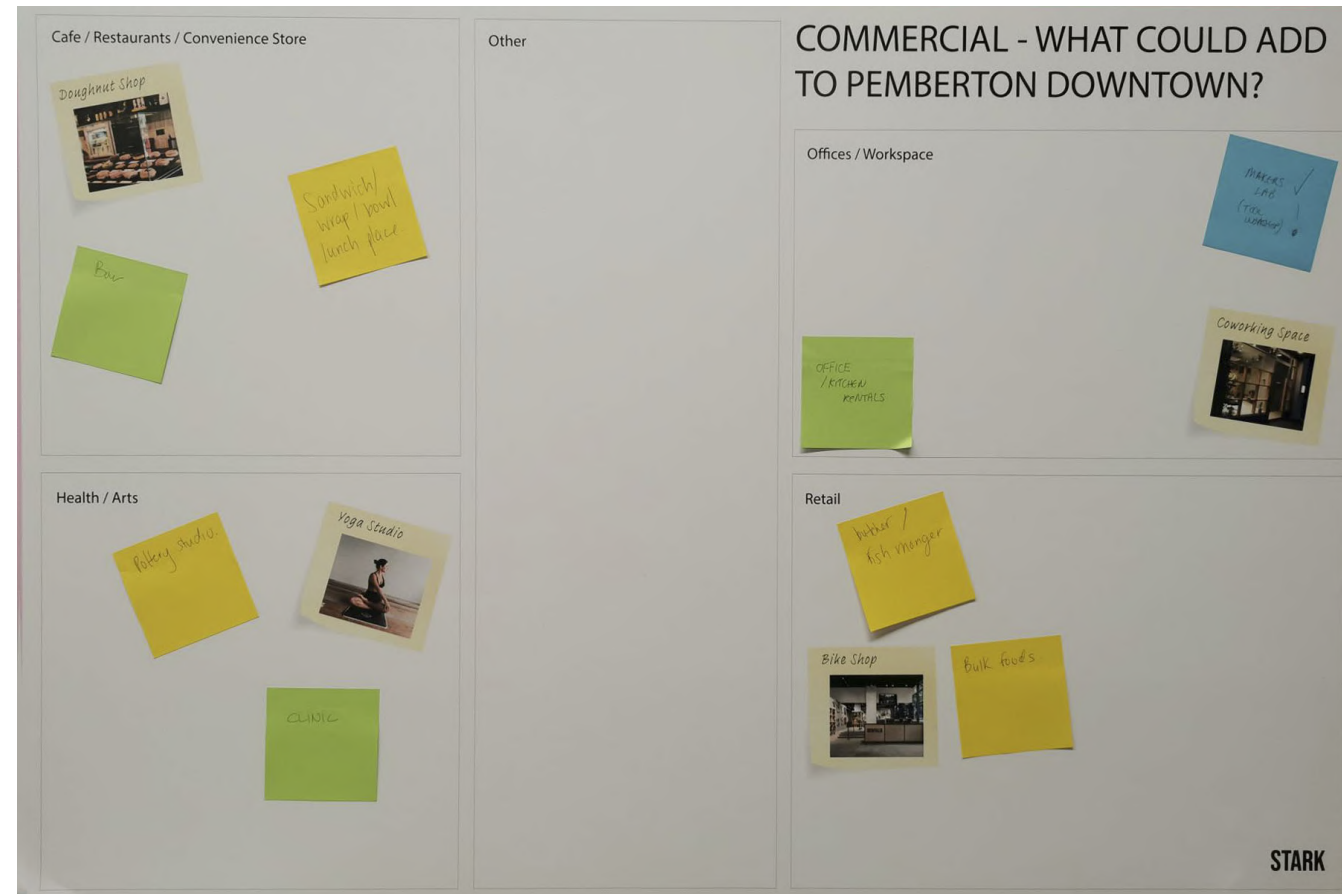 COMMERCIAL - WHAT COULD ADD
TO PEMBERTON DOWNTOWN?
Cafe / Restaurants / Convenience Store
Doughnut Shop
Sandwich/
wrap / bowl
lunch place
Other
Offices / Workspace
MAKERS
LAB
Coworking Space
OFFICE
/ KITCHEN
RENTALS
Health / Arts
Pottery studio.
Yoga Studio
CLINIC
Retail
fish monger
Bike Shop
Bulk foods
STARK